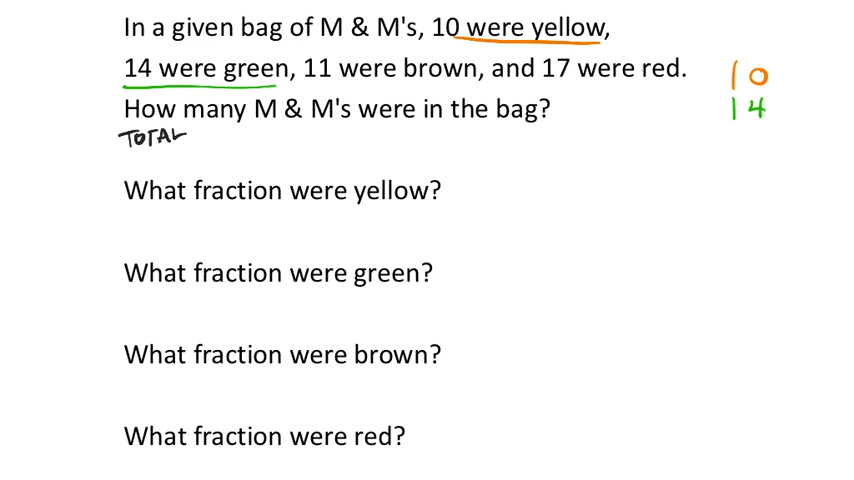 In a given bag of M & M's, 10 were yellow,
14 were green, 11 were brown, and 17 were red.
How many M & M's were in the bag?
TOTAL
10
14
What fraction were yellow?
What fraction were green?
What fraction were brown?
What fraction were red?